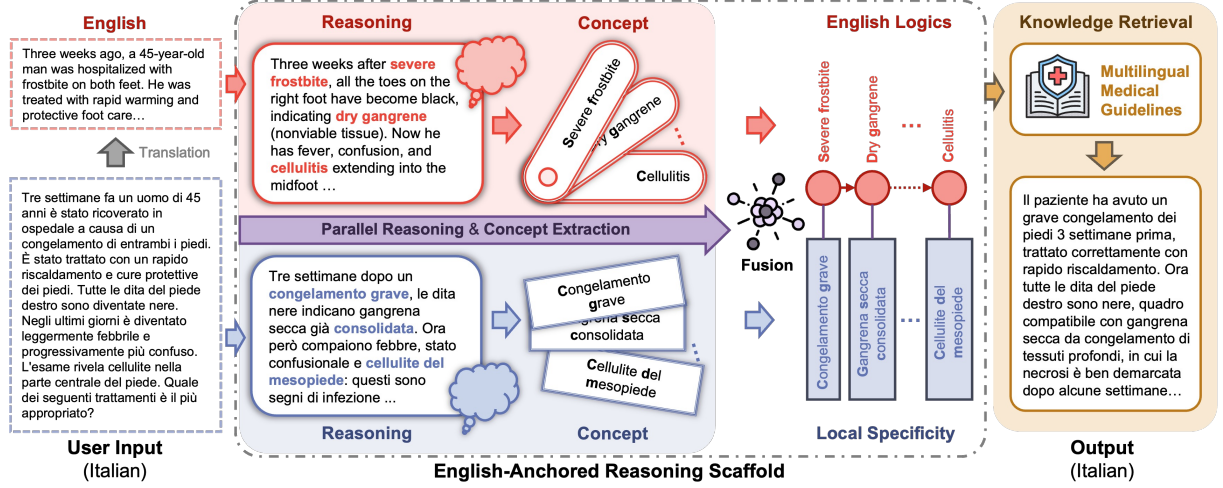 English
Three weeks ago, a 45-year-old
man was hospitalized with
frostbite on both feet. He was
treated with rapid warming and
protective foot care…
Translation
Tre settimane fa un uomo di 45
anni è stato ricoverato in
ospedale a causa di un
congelamento di entrambi i piedi.
È stato trattato con un rapido
riscaldamento e cure protettive
dei piedi. Tutte le dita del piede
destro sono diventate nere.
Negli ultimi giorni è diventato
leggermente febbrile e
progressivamente più confuso.
L'esame rivela cellulite nella
parte centrale del piede. Quale
dei seguenti trattamenti è il più
appropriato?
User Input
(Italian)
Reasoning
Three weeks after severe
frostbite, all the toes on the
right foot have become black,
indicating dry gangrene
(nonviable tissue). Now he
has fever, confusion, and
cellulitis extending into the
midfoot …
Concept
Severe frostbite
Dry gangrene
Cellulitis
Parallel Reasoning & Concept Extraction
Tre settimane dopo un
congelamento grave, le dita
nere indicano gangrena
secca già consolidata. Ora
però compaiono febbre, stato
confusionale e cellulite del
mesopiede: questi sono
segni di infezione ...
Reasoning
Congelamento
grave
Gangrena secca
consolidata
Cellulite del
mesopiede
Concept
Fusion
English Logics
Severe frostbite
Dry gangrene
...
Cellulitis
Congelamento grave
Gangrena secca
consolidata
...
Cellulite del
mesopiede
Local Specificity
English-Anchored Reasoning Scaffold
Knowledge Retrieval
Multilingual
Medical
Guidelines
Il paziente ha avuto un
grave congelamento dei
piedi 3 settimane prima,
trattato correttamente con
rapido riscaldamento. Ora
tutte le dita del piede
destro sono nere, quadro
compatibile con gangrena
secca da congelamento di
tessuti profondi, in cui la
necrosi è ben demarcata
dopo alcune settimane…
Output
(Italian)